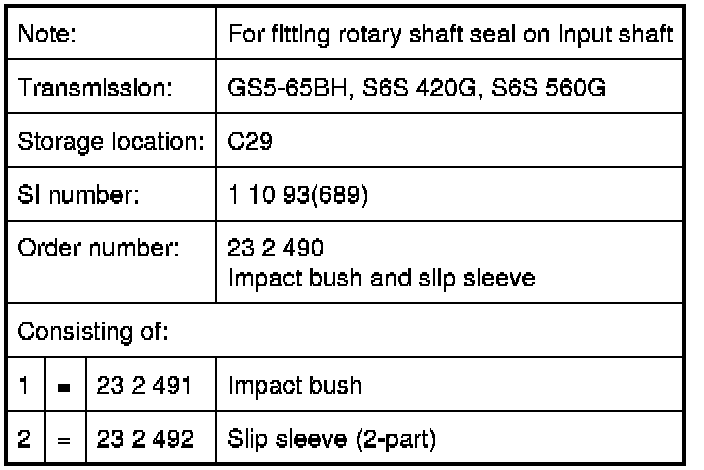 Note: For fitting rotary shaft seal on input shaft
Transmission: GS5-65BH, S6S 420G, S6S 560G
Storage location: C29
SI number: 1 10 93(689)
Order number: 23 2 490
Impact bush and slip sleeve
Consisting of:
1 = 23 2 491 Impact bush
2 = 23 2 492 Slip sleeve (2-part)